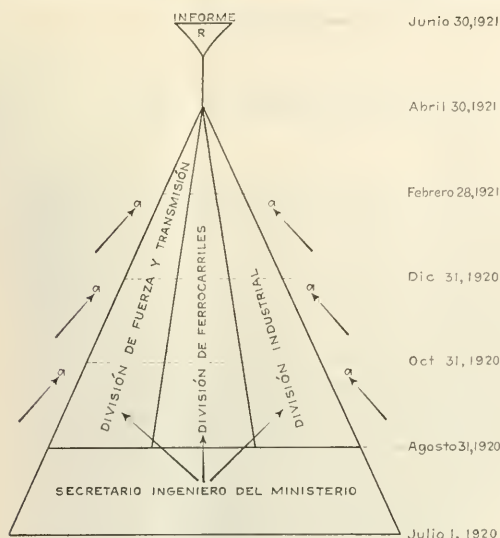 INFORME
R
Junio 30,1921
Abril 30,1921
Febrero 28,1921
Dic 31, 1920
Oct 31, 1920
Agosto 31,1920
Julio 1, 1920
a
a
a
a
a
a
DIVISIÓN DE FUERZA Y TRANSMISIÓN
DIVISIÓN DE FERROCARRILES
DIVISIÓN INDUSTRIAL
SECRETARIO INGENIERO DEL MINISTERIO